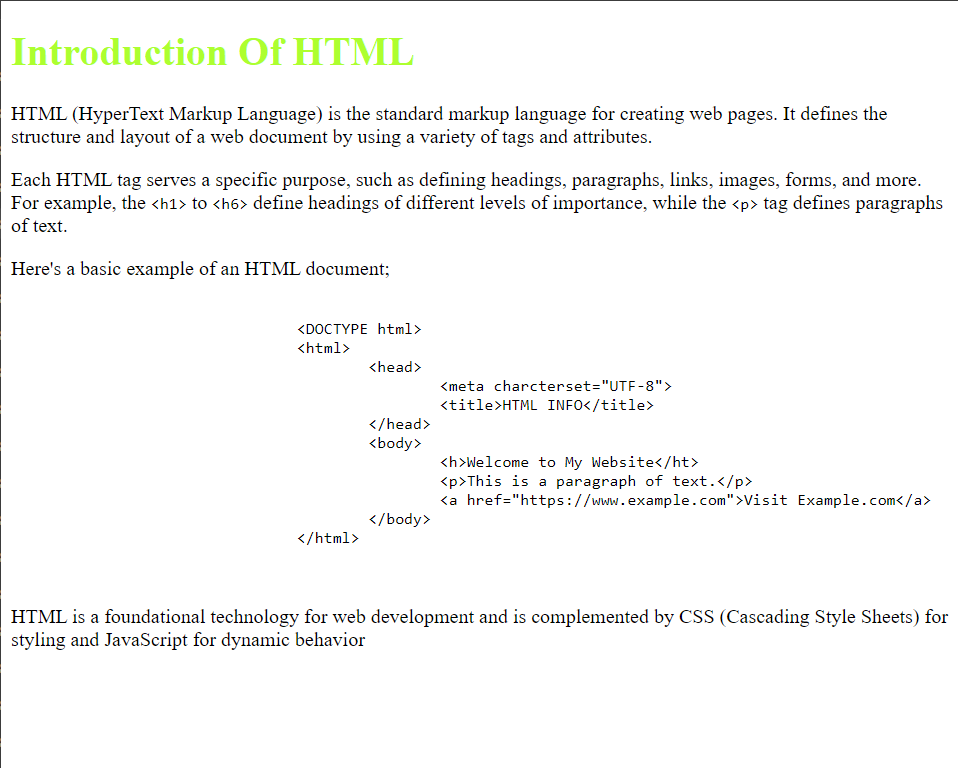 Introduction Of HTML
HTML (HyperText Markup Language) is the standard markup language for creating web pages. It defines the
structure and layout of a web document by using a variety of tags and attributes.
Each HTML tag serves a specific purpose, such as defining headings, paragraphs, links, images, forms, and more.
For example, the <h1> to <h6> define headings of different levels of importance, while the <p> tag defines paragraphs
of text.
Here's a basic example of an HTML document;
<DOCTYPE html>
<html>
<head>
<meta charcterset="UTF-8">
<title>HTML INFO</title>
</head>
<body>
<h>Welcome to My Website</ht>
<p>This is a paragraph of text.</p>
<a href="https://www.example.com">Visit Example.com</a>
</body>
</html>
HTML is a foundational technology for web development and is complemented by CSS (Cascading Style Sheets) for
styling and JavaScript for dynamic behavior